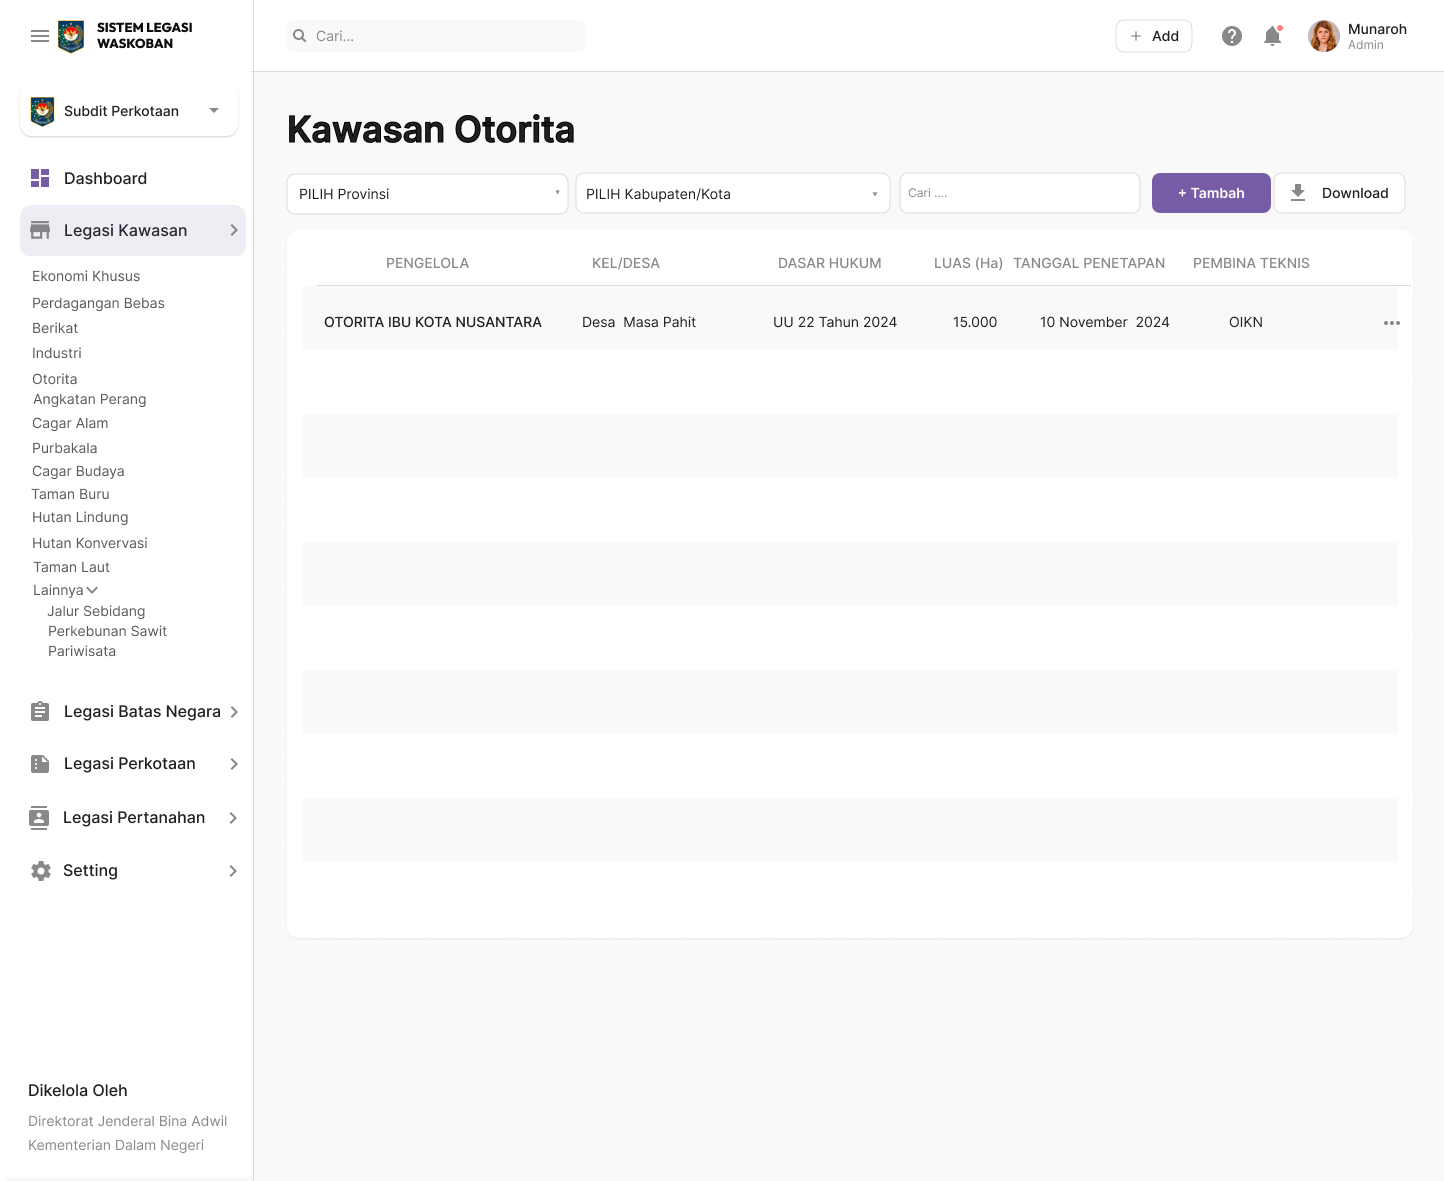 SISTEM LEGASI
WASKOBAN
Cari...
+ Add
Munaroh
Admin
Subdit Perkotaan
Dashboard
Legasi Kawasan
Ekonomi Khusus
Perdagangan Bebas
Berikat
Industri
Otorita
Angkatan Perang
Cagar Alam
Purbakala
Cagar Budaya
Taman Buru
Hutan Lindung
Hutan Konvervasi
Taman Laut
Lainnya
Jalur Sebidang
Perkebunan Sawit
Pariwisata
Legasi Batas Negara
Legasi Perkotaan
Legasi Pertanahan
Setting
Dikelola Oleh
Direktorat Jenderal Bina Adwil
Kementerian Dalam Negeri
Kawasan Otorita
PILIH Provinsi
PILIH Kabupaten/Kota
Cari ....
+ Tambah
Download
PENGELOLA KEL/DESA DASAR HUKUM LUAS (Ha) TANGGAL PENETAPAN PEMBINA TEKNIS
OTORITA IBU KOTA NUSANTARA Desa Masa Pahit UU 22 Tahun 2024 15.000 10 November 2024 OIKN